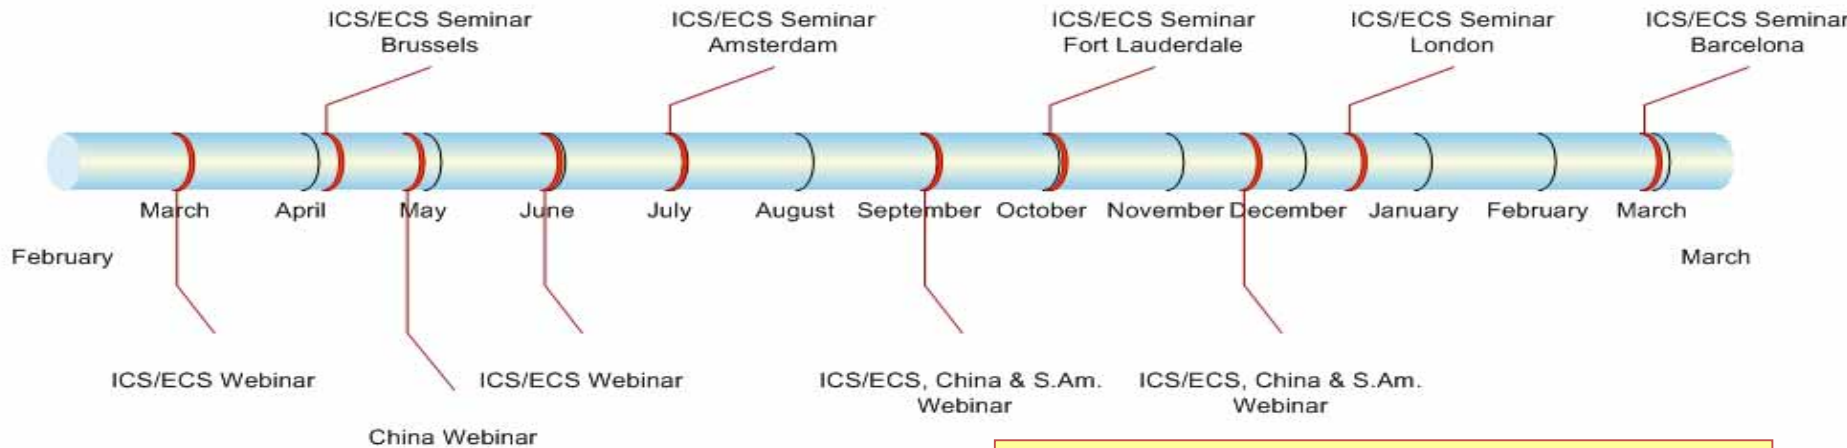 ICS/ECS Seminar
Brussels
ICS/ECS Seminar
Amsterdam
ICS/ECS Seminar
Fort Lauderdale
ICS/ECS Seminar
London
ICS/ECS Seminar
Barcelona
March April May June July August September October November December January February March
February March
ICS/ECS Webinar
China Webinar
ICS/ECS Webinar
ICS/ECS, China & S.Am.
Webinar
ICS/ECS, China & S.Am.
Webinar